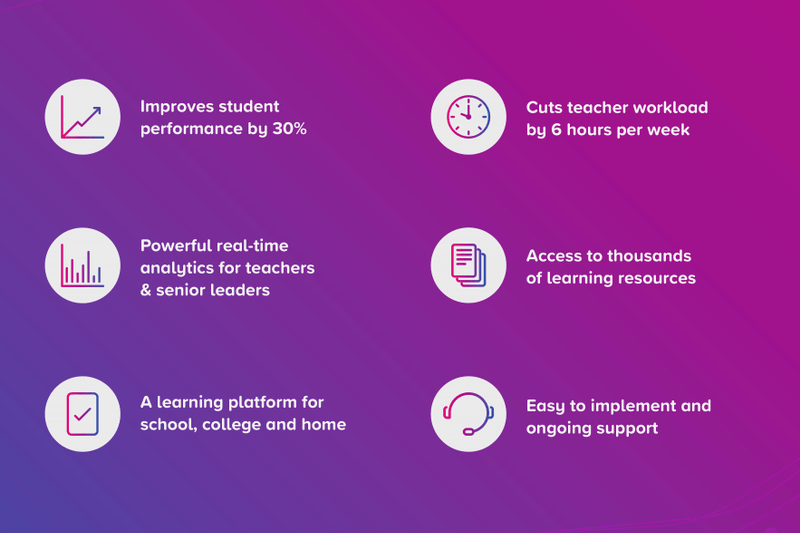 Improves student
performance by 30%
Cuts teacher workload
by 6 hours per week
Powerful real-time
analytics for teachers
& senior leaders
Access to thousands
of learning resources
A learning platform for
school, college and home
Easy to implement and
ongoing support